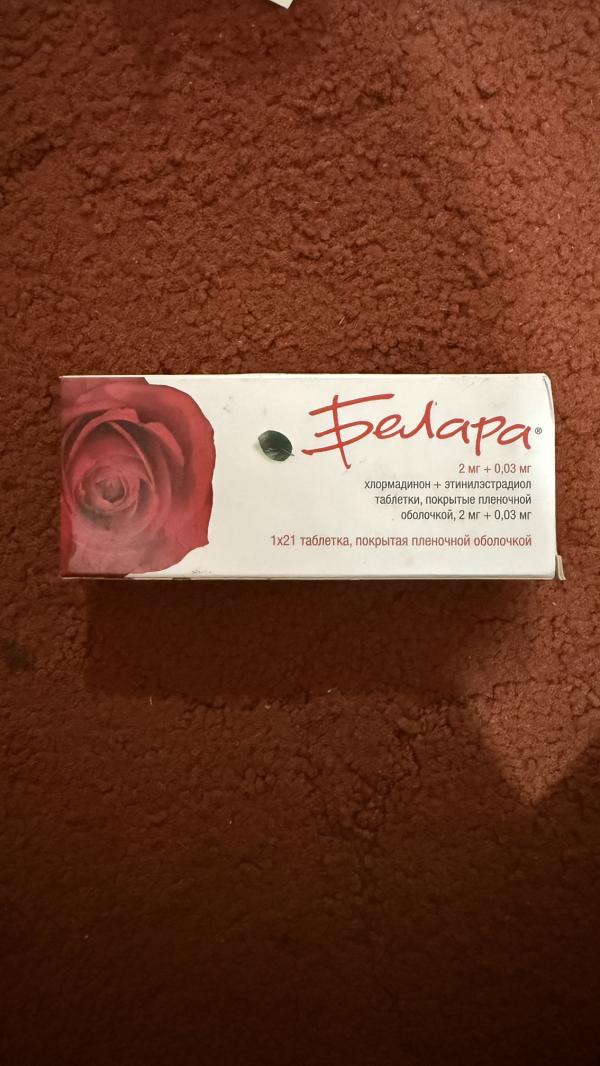 Белара®
2 мг + 0,03 мг
хлормадинон + этинилэстрадиол
таблетки, покрытые пленочной
оболочкой, 2 мг + 0,03 мг
1x21 таблетка, покрытая пленочной оболочкой